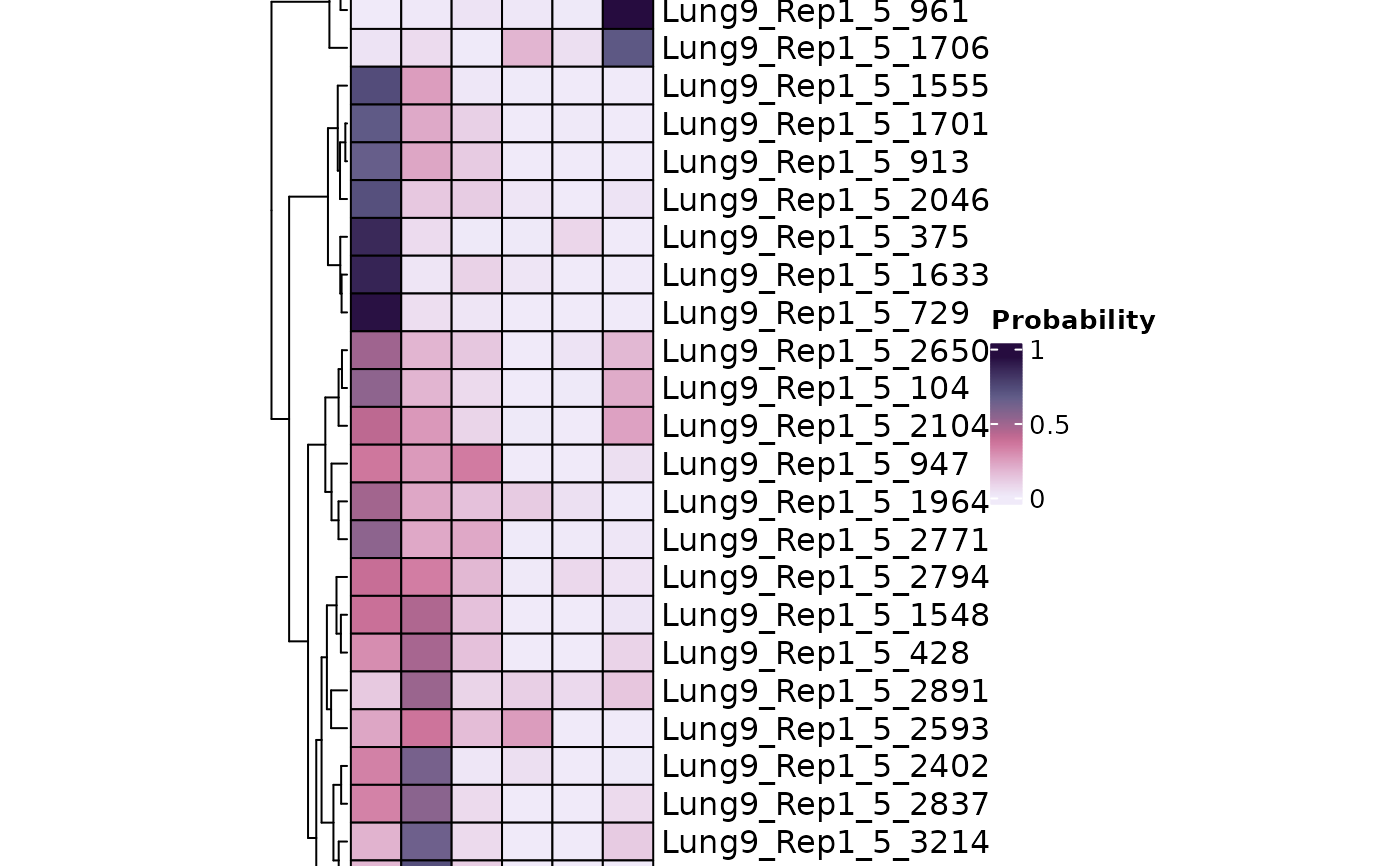 Lung9_Rep1_5_961
Lung9_Rep1_5_1706
Lung9_Rep1_5_1555
Lung9_Rep1_5_1701
Lung9_Rep1_5_913
Lung9_Rep1_5_2046
Lung9_Rep1_5_375
Lung9_Rep1_5_1633
Lung9_Rep1_5_729
Lung9_Rep1_5_2650
Lung9_Rep1_5_104
Lung9_Rep1_5_2104
Lung9_Rep1_5_947
Lung9_Rep1_5_1964
Lung9_Rep1_5_2771
Lung9_Rep1_5_2794
Lung9_Rep1_5_1548
Lung9_Rep1_5_428
Lung9_Rep1_5_2891
Lung9_Rep1_5_2593
Lung9_Rep1_5_2402
Lung9_Rep1_5_2837
Lung9_Rep1_5_3214
Probability
1
0.5
0